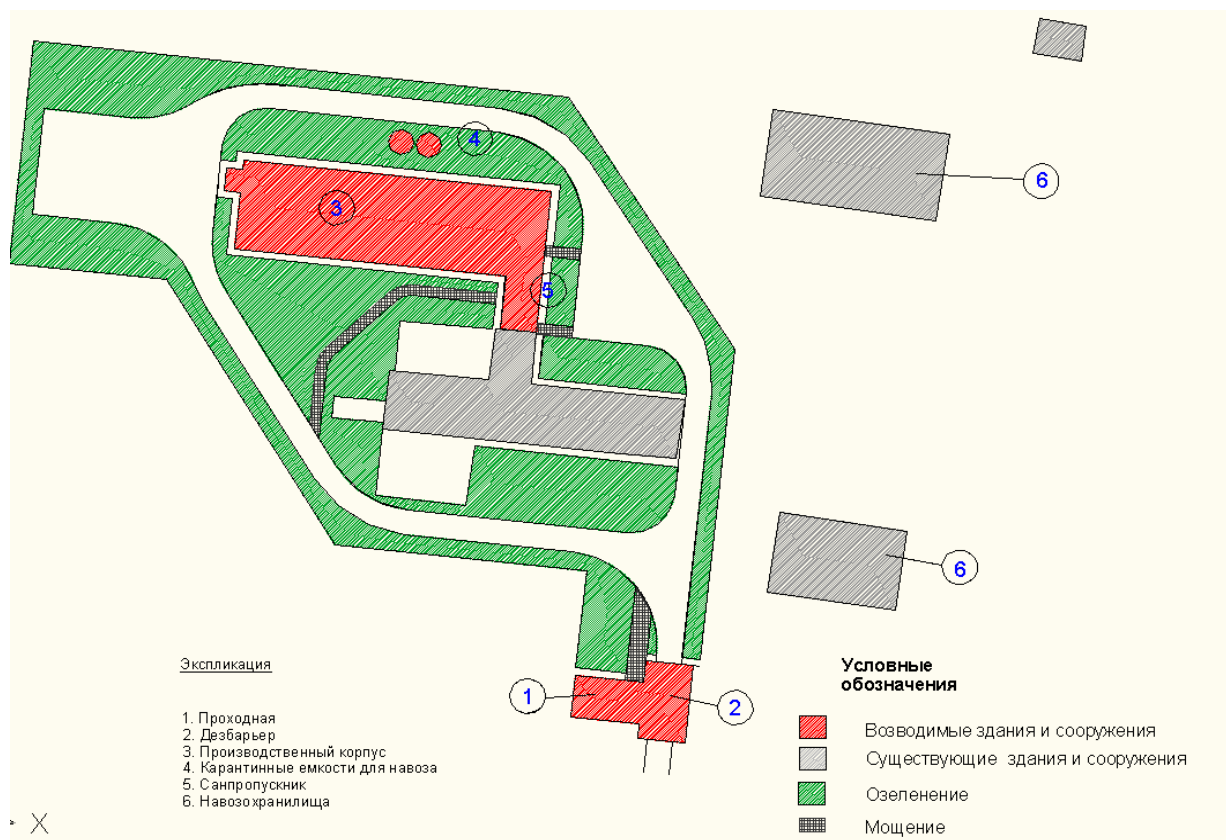 4
6
3
5
6
1
2
Экспликация
1. Проходная
2. Дезбарьер
3. Производственный корпус
4. Карантинные емкости для навоза
5. Санпропускник
6. Навозохранилища
Условные
обозначения
Возводимые здания и сооружения
Существующие здания и сооружения
Озеленение
Мощение
X